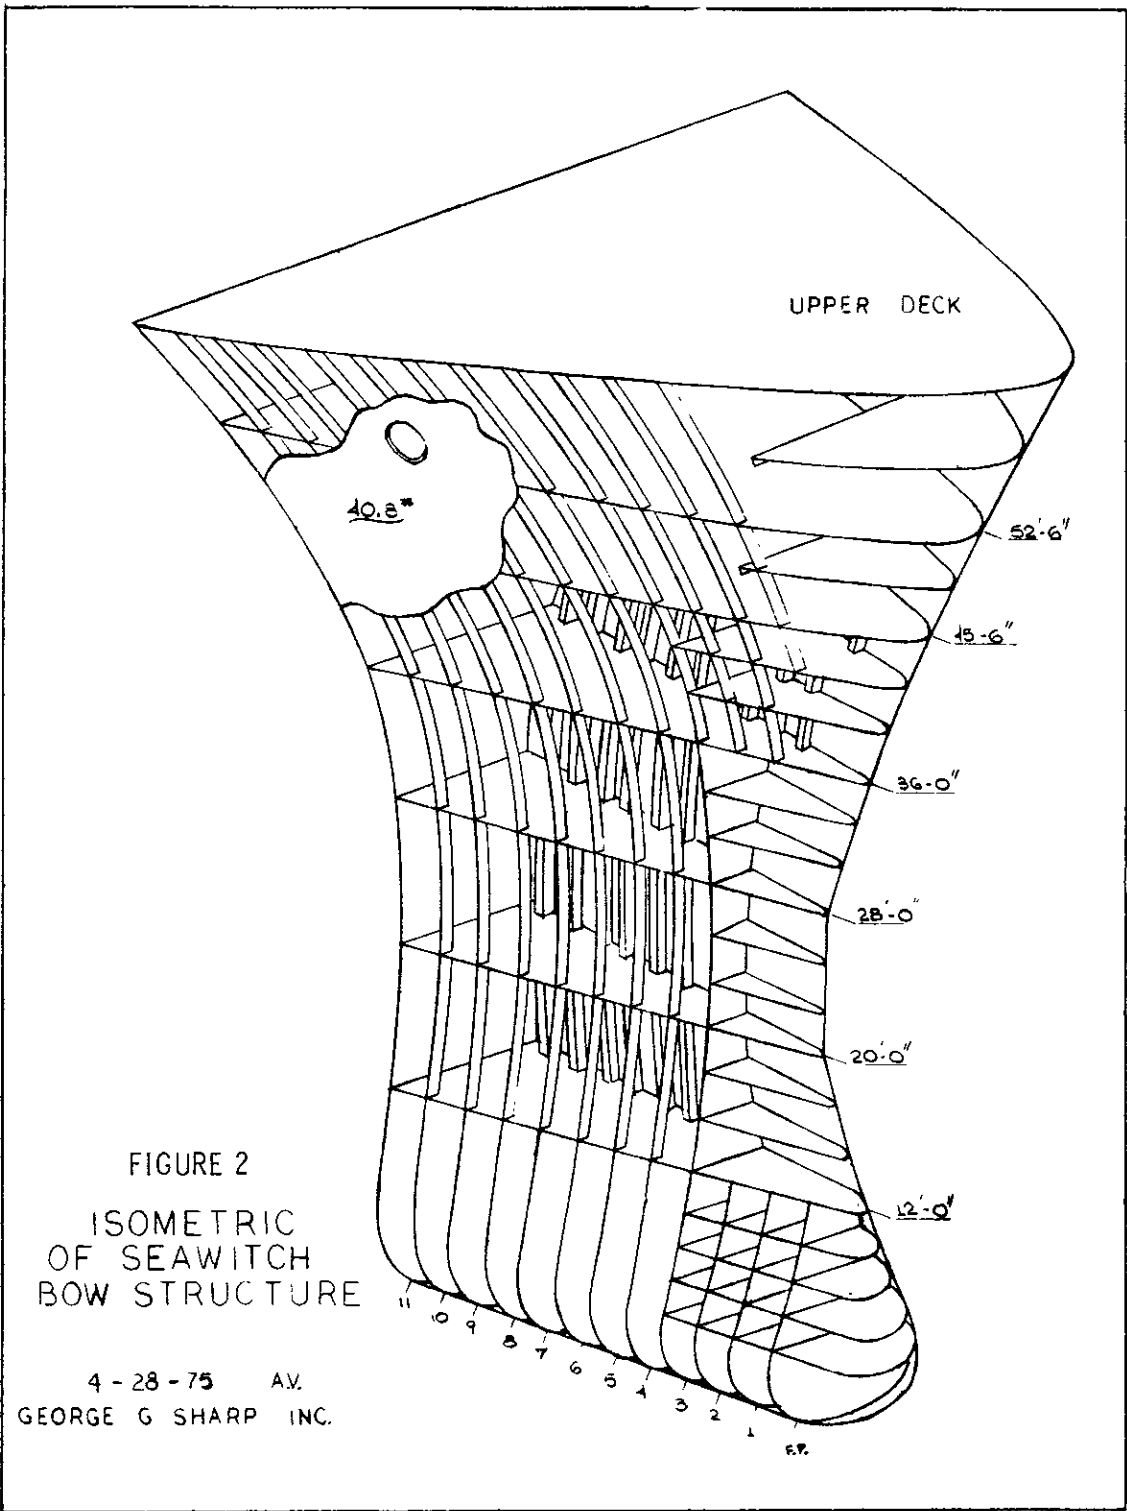 UPPER DECK
40.8#
52'-6"
45-6"
36-0"
28'-0"
20'-0"
12'-0"
11
10
9
8
7
6
5
4
3
2
1
F.P.
FIGURE 2
ISOMETRIC
OF SEAWITCH
BOW STRUCTURE
4-28-75 A.V.
GEORGE G SHARP INC.